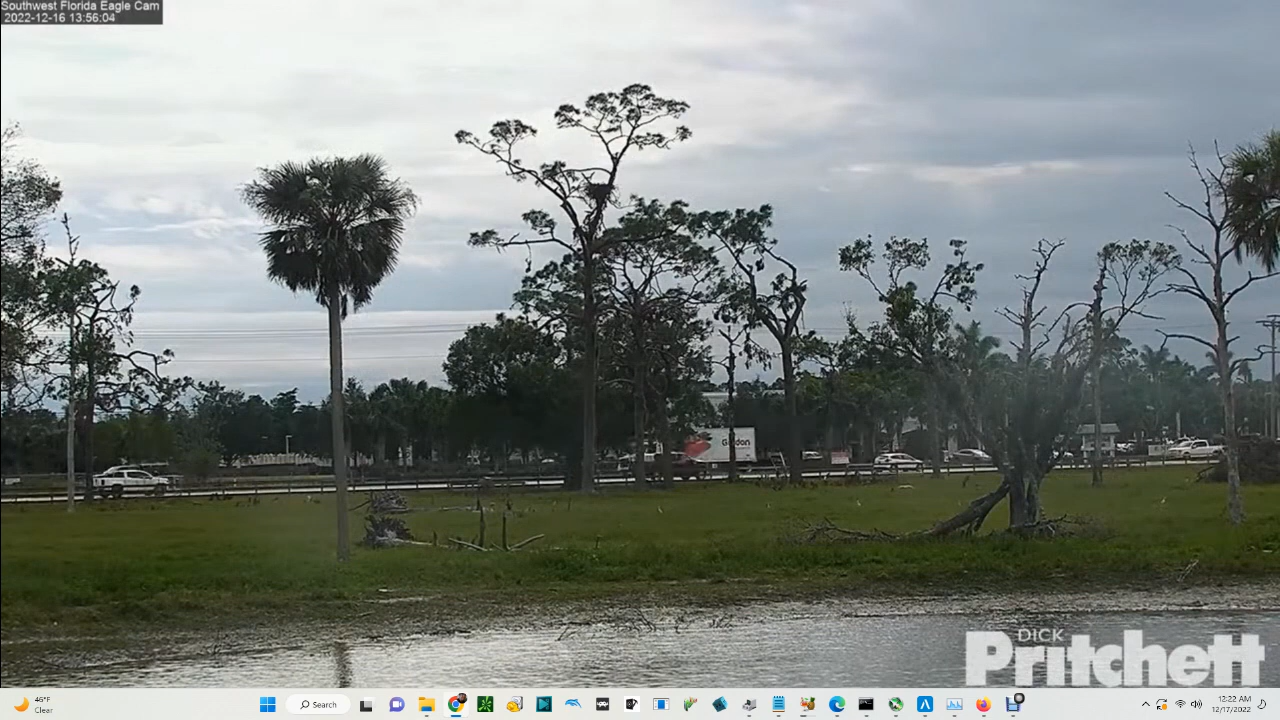 Southwest Florida Eagle Cam
2022-12-16 13:56:04
Gordon
DICK
Pritchett
46°F
Clear
Search
12:22 AM
12/17/2022